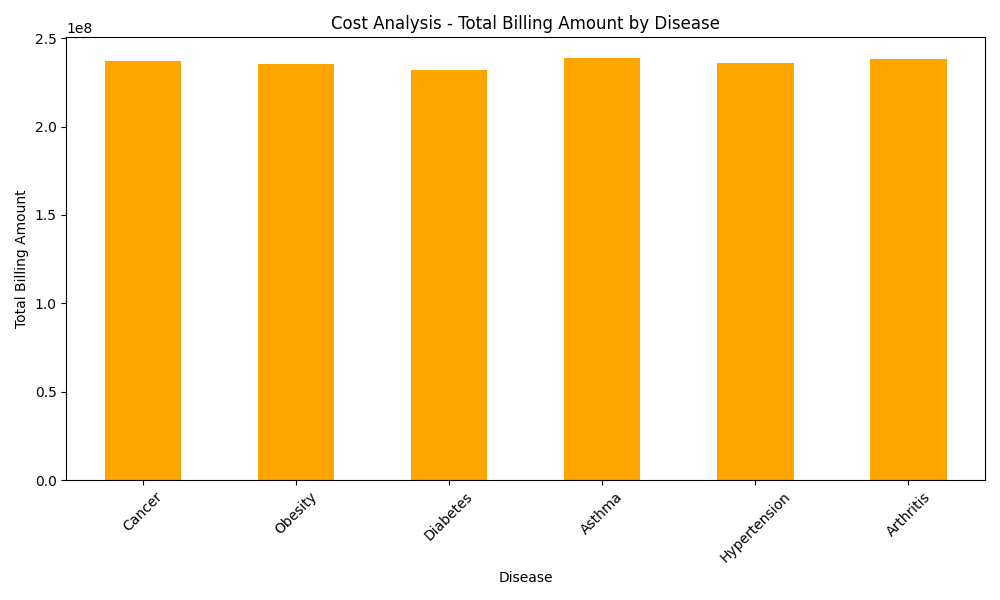 Cost Analysis - Total Billing Amount by Disease
1e8
2.5
2.0
1.5
1.0
0.5
0.0
Total Billing Amount
Cancer
Obesity
Diabetes
Asthma
Hypertension
Arthritis
Disease